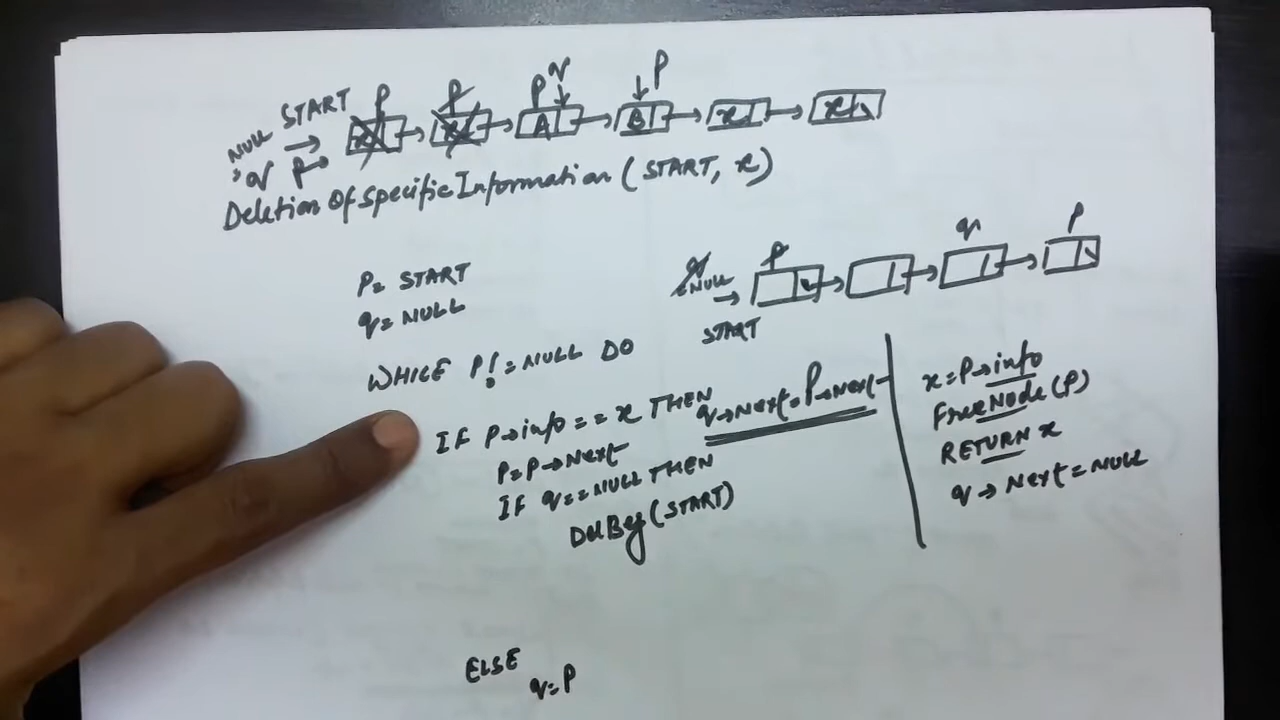 P P P q P
NULL START x x A B x x
q P
Deletion Of Specific Information (START, x)
P= START
q= NULL
WHILE P!= NULL DO
IF P→info == x THEN
P=P→Next
IF q==NULL THEN
DelBeg(START)
ELSE
q=P
q P
q P
NULL
START
q→Next=P→Next
x=P→info
FreeNode(P)
RETURN x
q→Next=NULL